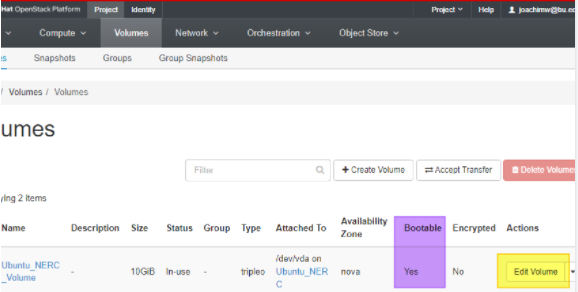 Hat OpenStack Platform Project Identity Project Help joachimw@bu.ed
Compute Volumes Network Orchestration Object Store
es Snapshots Groups Group Snapshots
/ Volumes / Volumes
umes
Filter + Create Volume Accept Transfer Delete Volumes
ying 2 Items
Name Description Size Status Group Type Attached To Availability Zone Bootable Encrypted Actions
Ubuntu_NERC_Volume - 10GiB In-use - tripleo /dev/vda on Ubuntu_NERC nova Yes No Edit Volume